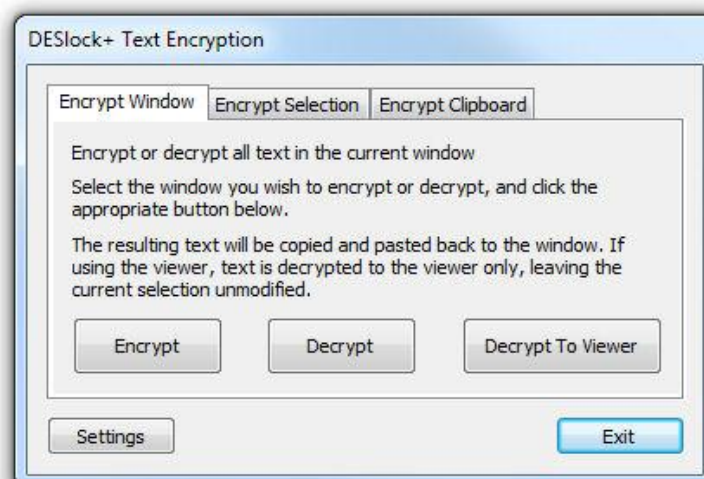 DESlock+ Text Encryption
Encrypt Window
Encrypt Selection
Encrypt Clipboard
Encrypt or decrypt all text in the current window
Select the window you wish to encrypt or decrypt, and click the
appropriate button below.
The resulting text will be copied and pasted back to the window. If
using the viewer, text is decrypted to the viewer only, leaving the
current selection unmodified.
Encrypt
Decrypt
Decrypt To Viewer
Settings
Exit